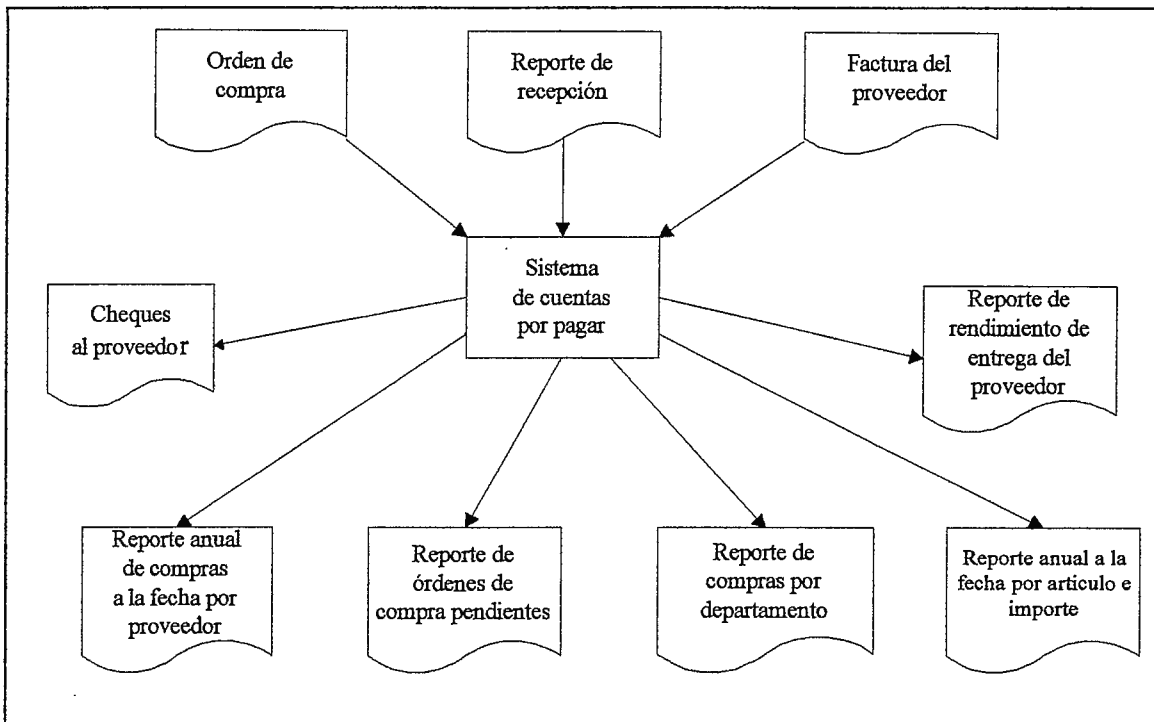 Orden de
compra
Reporte de
recepción
Factura del
proveedor
Sistema
de cuentas
por pagar
Cheques
al proveedor
Reporte de
rendimiento de
entrega del
proveedor
Reporte anual
de compras
a la fecha por
proveedor
Reporte de
órdenes de
compra pendientes
Reporte de
compras por
departamento
Reporte anual a la
fecha por artículo e
importe